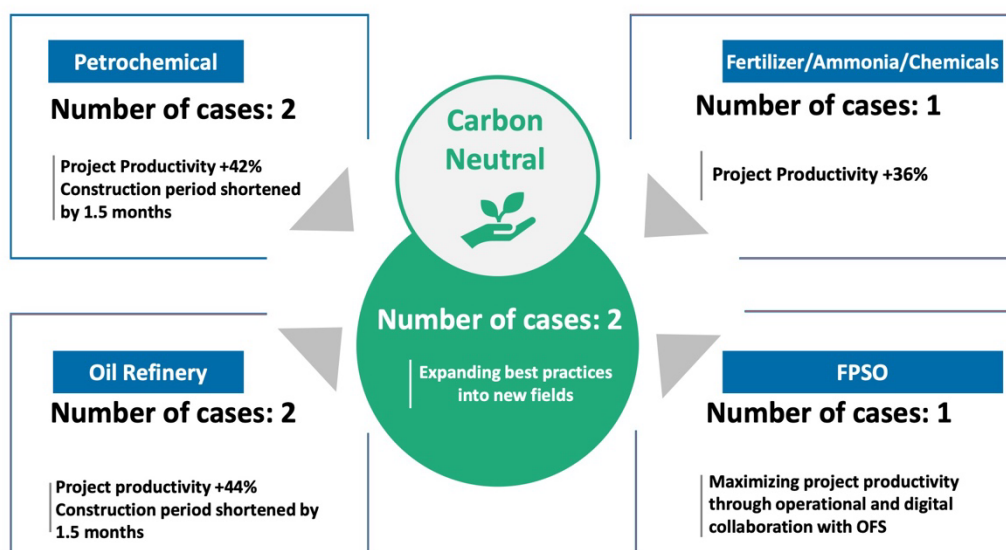 Petrochemical
Number of cases: 2
Project Productivity +42%
Construction period shortened
by 1.5 months
Fertilizer/Ammonia/Chemicals
Number of cases: 1
Project Productivity +36%
Carbon
Neutral
Number of cases: 2
Expanding best practices
into new fields
Oil Refinery
Number of cases: 2
Project productivity +44%
Construction period shortened by
1.5 months
FPSO
Number of cases: 1
Maximizing project productivity
through operational and digital
collaboration with OFS